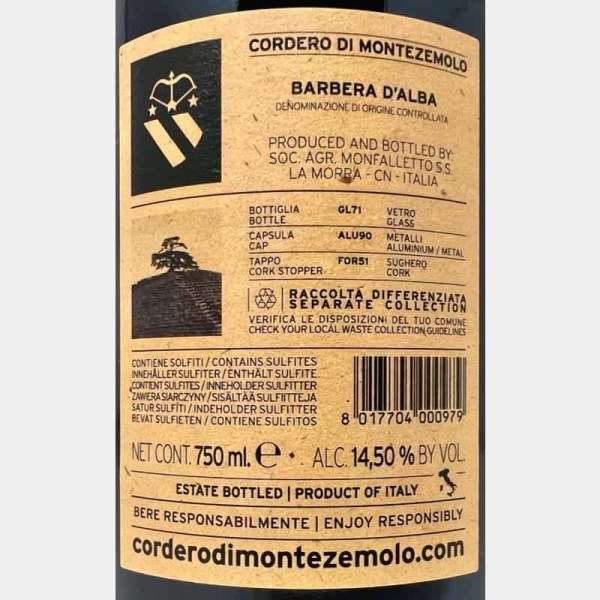 CORDERO DI MONTEZEMOLO
BARBERA D'ALBA
DENOMINAZIONE DI ORIGINE CONTROLLATA
PRODUCED AND BOTTLED BY:
SOC. AGR. MONFALLETTO S.S.
LA MORRA - CN - ITALIA
BOTTIGLIA GL71 VETRO
BOTTLE GLASS
CAPSULA ALU90 METALLI
CAP ALUMINIUM / METAL
TAPPO FOR51 SUGHERO
CORK STOPPER CORK
RACCOLTA DIFFERENZIATA
SEPARATE COLLECTION
VERIFICA LE DISPOSIZIONI DEL TUO COMUNE
CHECK YOUR LOCAL WASTE COLLECTION GUIDELINES
CONTIENE SOLFITI / CONTAINS SULFITES
INNEHÅLLER SULFITER / ENTHÄLT SULFITE.
CONTIENT SULFITES / INNEHOLDER SULFITTER
ZAWIERA SIARCZYNY / SISÄLTÄÄ SULFIITTEJA
SATUR SULFĪTI / INDEHOLDER SULFITTER
BEVAT SULFIETEN / CONTIENE SULFITOS
8 017704 000979
NET CONT. 750 ml. e • ALC. 14,50 % BY VOL.
ESTATE BOTTLED | PRODUCT OF ITALY
BERE RESPONSABILMENTE | ENJOY RESPONSIBLY
corderodimontezemolo.com